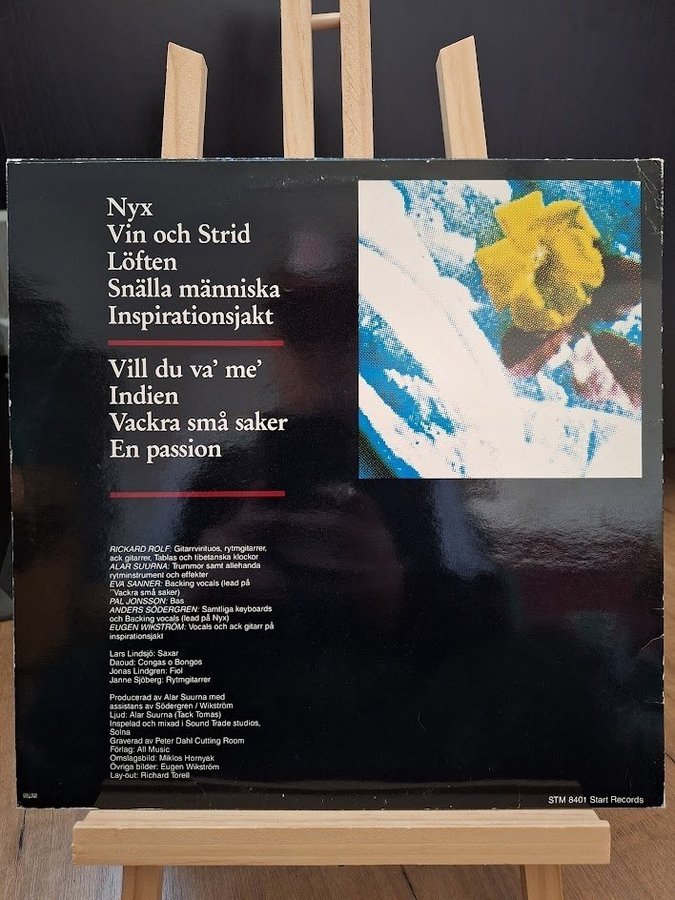 Nyx
Vin och Strid
Löften
Snälla människa
Inspirationsjakt
Vill du va’ me’
Indien
Vackra små saker
En passion
RICKARD ROLF: Gitarrvirituos, rytmgitarrer,
ack gitarrer, Tablas och tibetanska klockor
ALAR SUURNA: Trummor samt allehanda
rytminstrument och effekter
EVA SANNER: Backing vocals (lead på
”Vackra små saker)
PAL JONSSON: Bas
ANDERS SÖDERGREN: Samtliga keyboards
och Backing vocals (lead på Nyx)
EUGEN WIKSTRÖM: Vocals och ack gitarr på
inspirationsjakt
Lars Lindsjö: Saxar
Daoud: Congas o Bongos
Jonas Lindgren: Fiol
Janne Sjöberg: Rytmgitarrer
Producerad av Alar Suurna med
assistans av Södergren / Wikström
Ljud: Alar Suurna (Tack Tomas)
Inspelad och mixad i Sound Trade studios,
Solna
Graverad av Peter Dahl Cutting Room
Förlag: All Music
Omslagsbild: Miklos Hornyak
Övriga bilder: Eugen Wikström
Lay-out: Richard Torell
STM 8401 Start Records